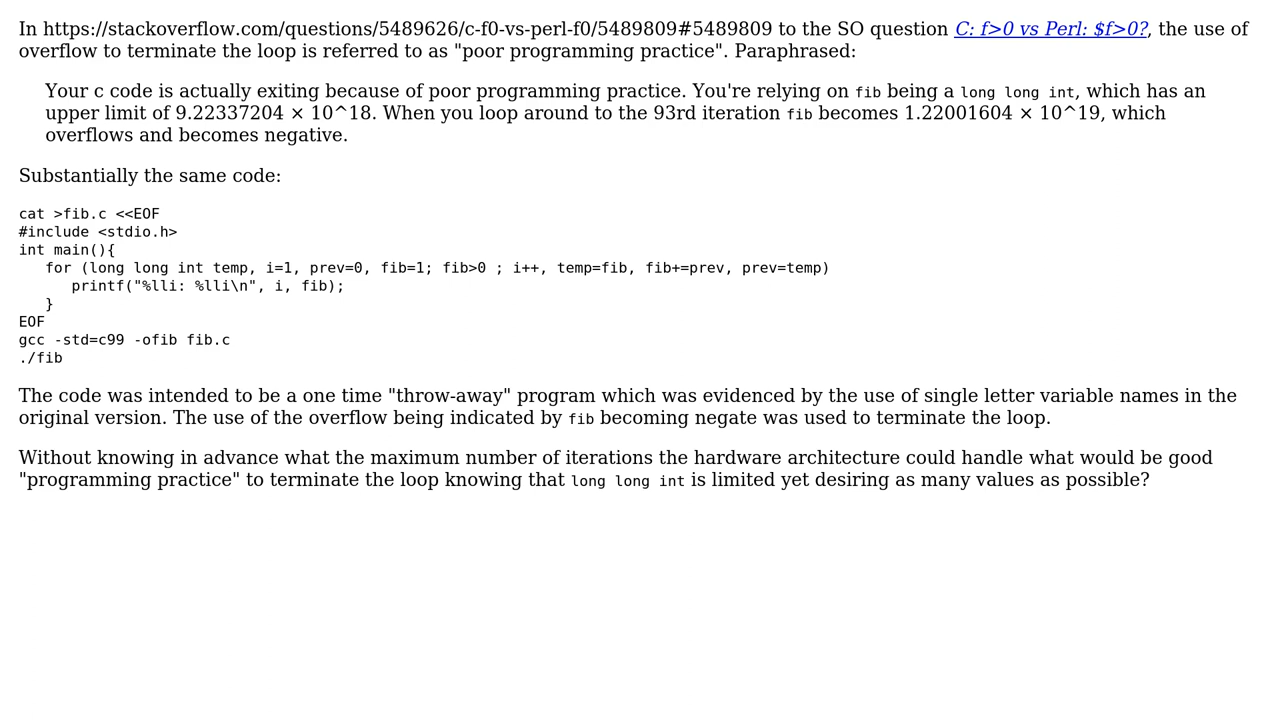 In https://stackoverflow.com/questions/5489626/c-f0-vs-perl-f0/5489809#5489809 to the SO question C: f>0 vs Perl: $f>0?, the use of
overflow to terminate the loop is referred to as "poor programming practice". Paraphrased:
Your c code is actually exiting because of poor programming practice. You're relying on fib being a long long int, which has an
upper limit of 9.22337204 × 10^18. When you loop around to the 93rd iteration fib becomes 1.22001604 × 10^19, which
overflows and becomes negative.
Substantially the same code:
cat >fib.c <<EOF
#include <stdio.h>
int main(){
   for (long long int temp, i=1, prev=0, fib=1; fib>0 ; i++, temp=fib, fib+=prev, prev=temp)
      printf("%lli: %lli\n", i, fib);
   }
EOF
gcc -std=c99 -ofib fib.c
./fib
The code was intended to be a one time "throw-away" program which was evidenced by the use of single letter variable names in the
original version. The use of the overflow being indicated by fib becoming negate was used to terminate the loop.
Without knowing in advance what the maximum number of iterations the hardware architecture could handle what would be good
"programming practice" to terminate the loop knowing that long long int is limited yet desiring as many values as possible?